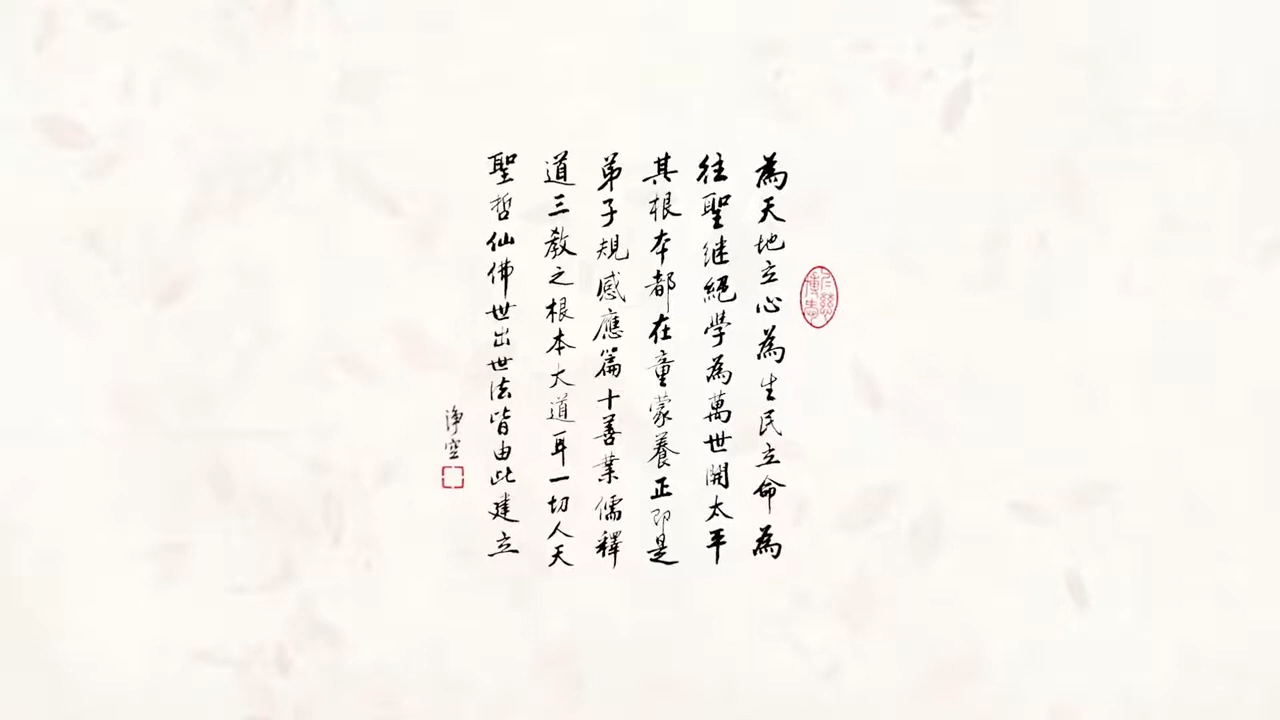 為天地立心為生民立命為
往聖継絕學為萬世開太平
其根本都在童蒙養正即是
弟子規感應篇十善業儒釋
道三教之根本大道耳一切人天
聖哲仙佛世出世法皆由此建立
淨空